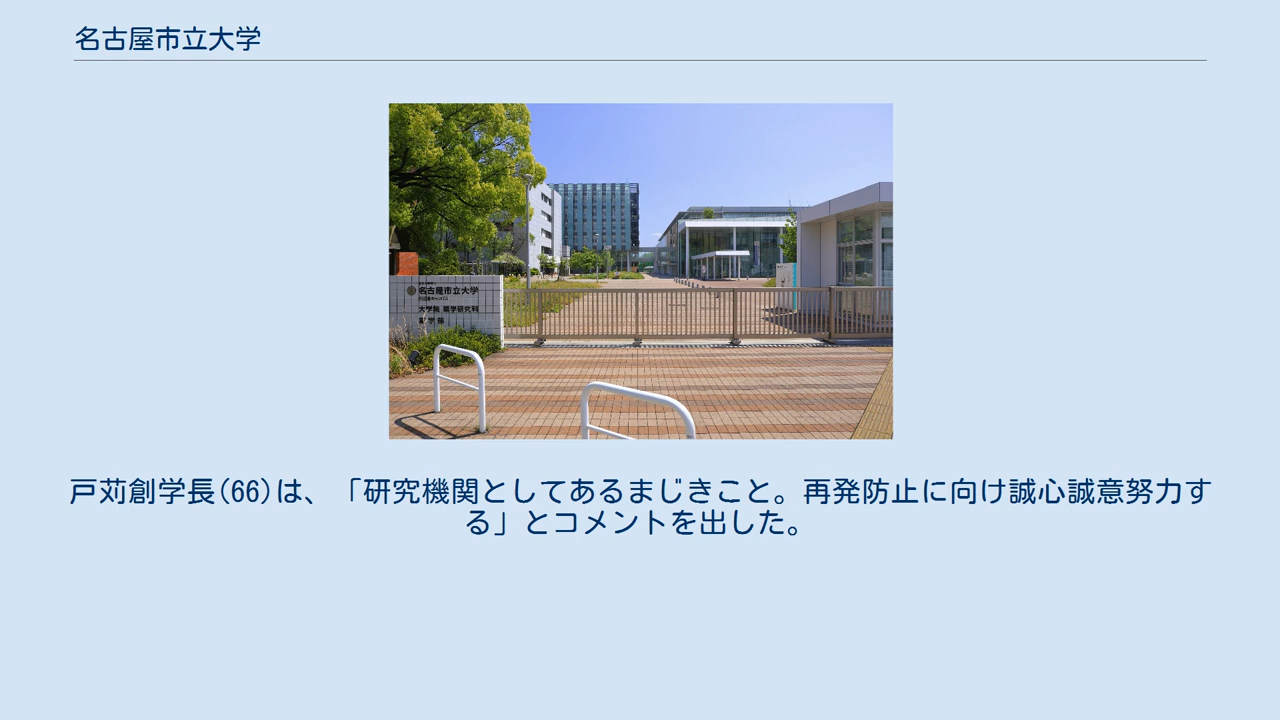 名古屋市立大学
名古屋市立大学
大学院 薬学研究科
薬学部
戸苅創学長(66)は、「研究機関としてあるまじきこと。再発防止に向け誠心誠意努力す
る」とコメントを出した。